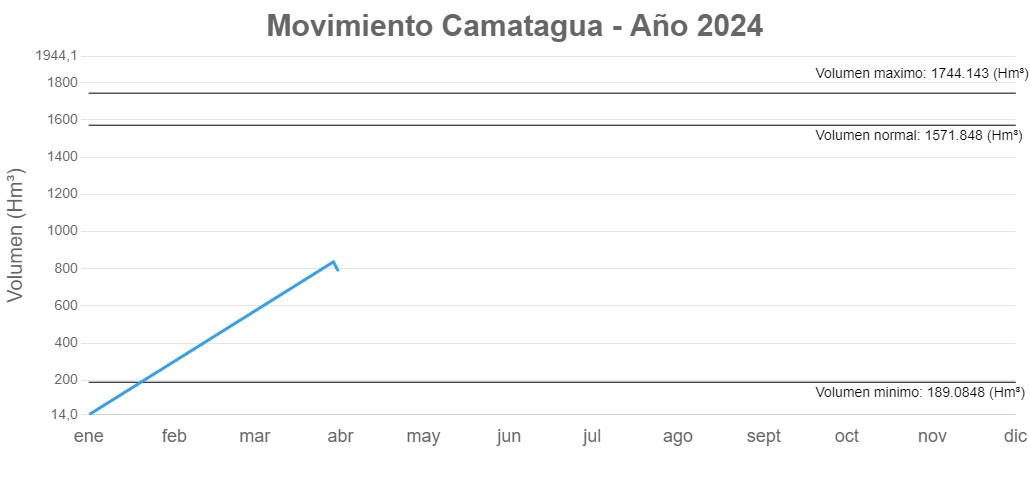 Movimiento Camatagua - Año 2024
1944,1
Volumen maximo: 1744.143 (Hm³)
1800
1600
Volumen normal: 1571.848 (Hm³)
1400
1200
1000
800
600
400
200
Volumen minimo: 189.0848 (Hm³)
14,0
Volumen (Hm³)
ene feb mar abr may jun jul ago sept oct nov dic